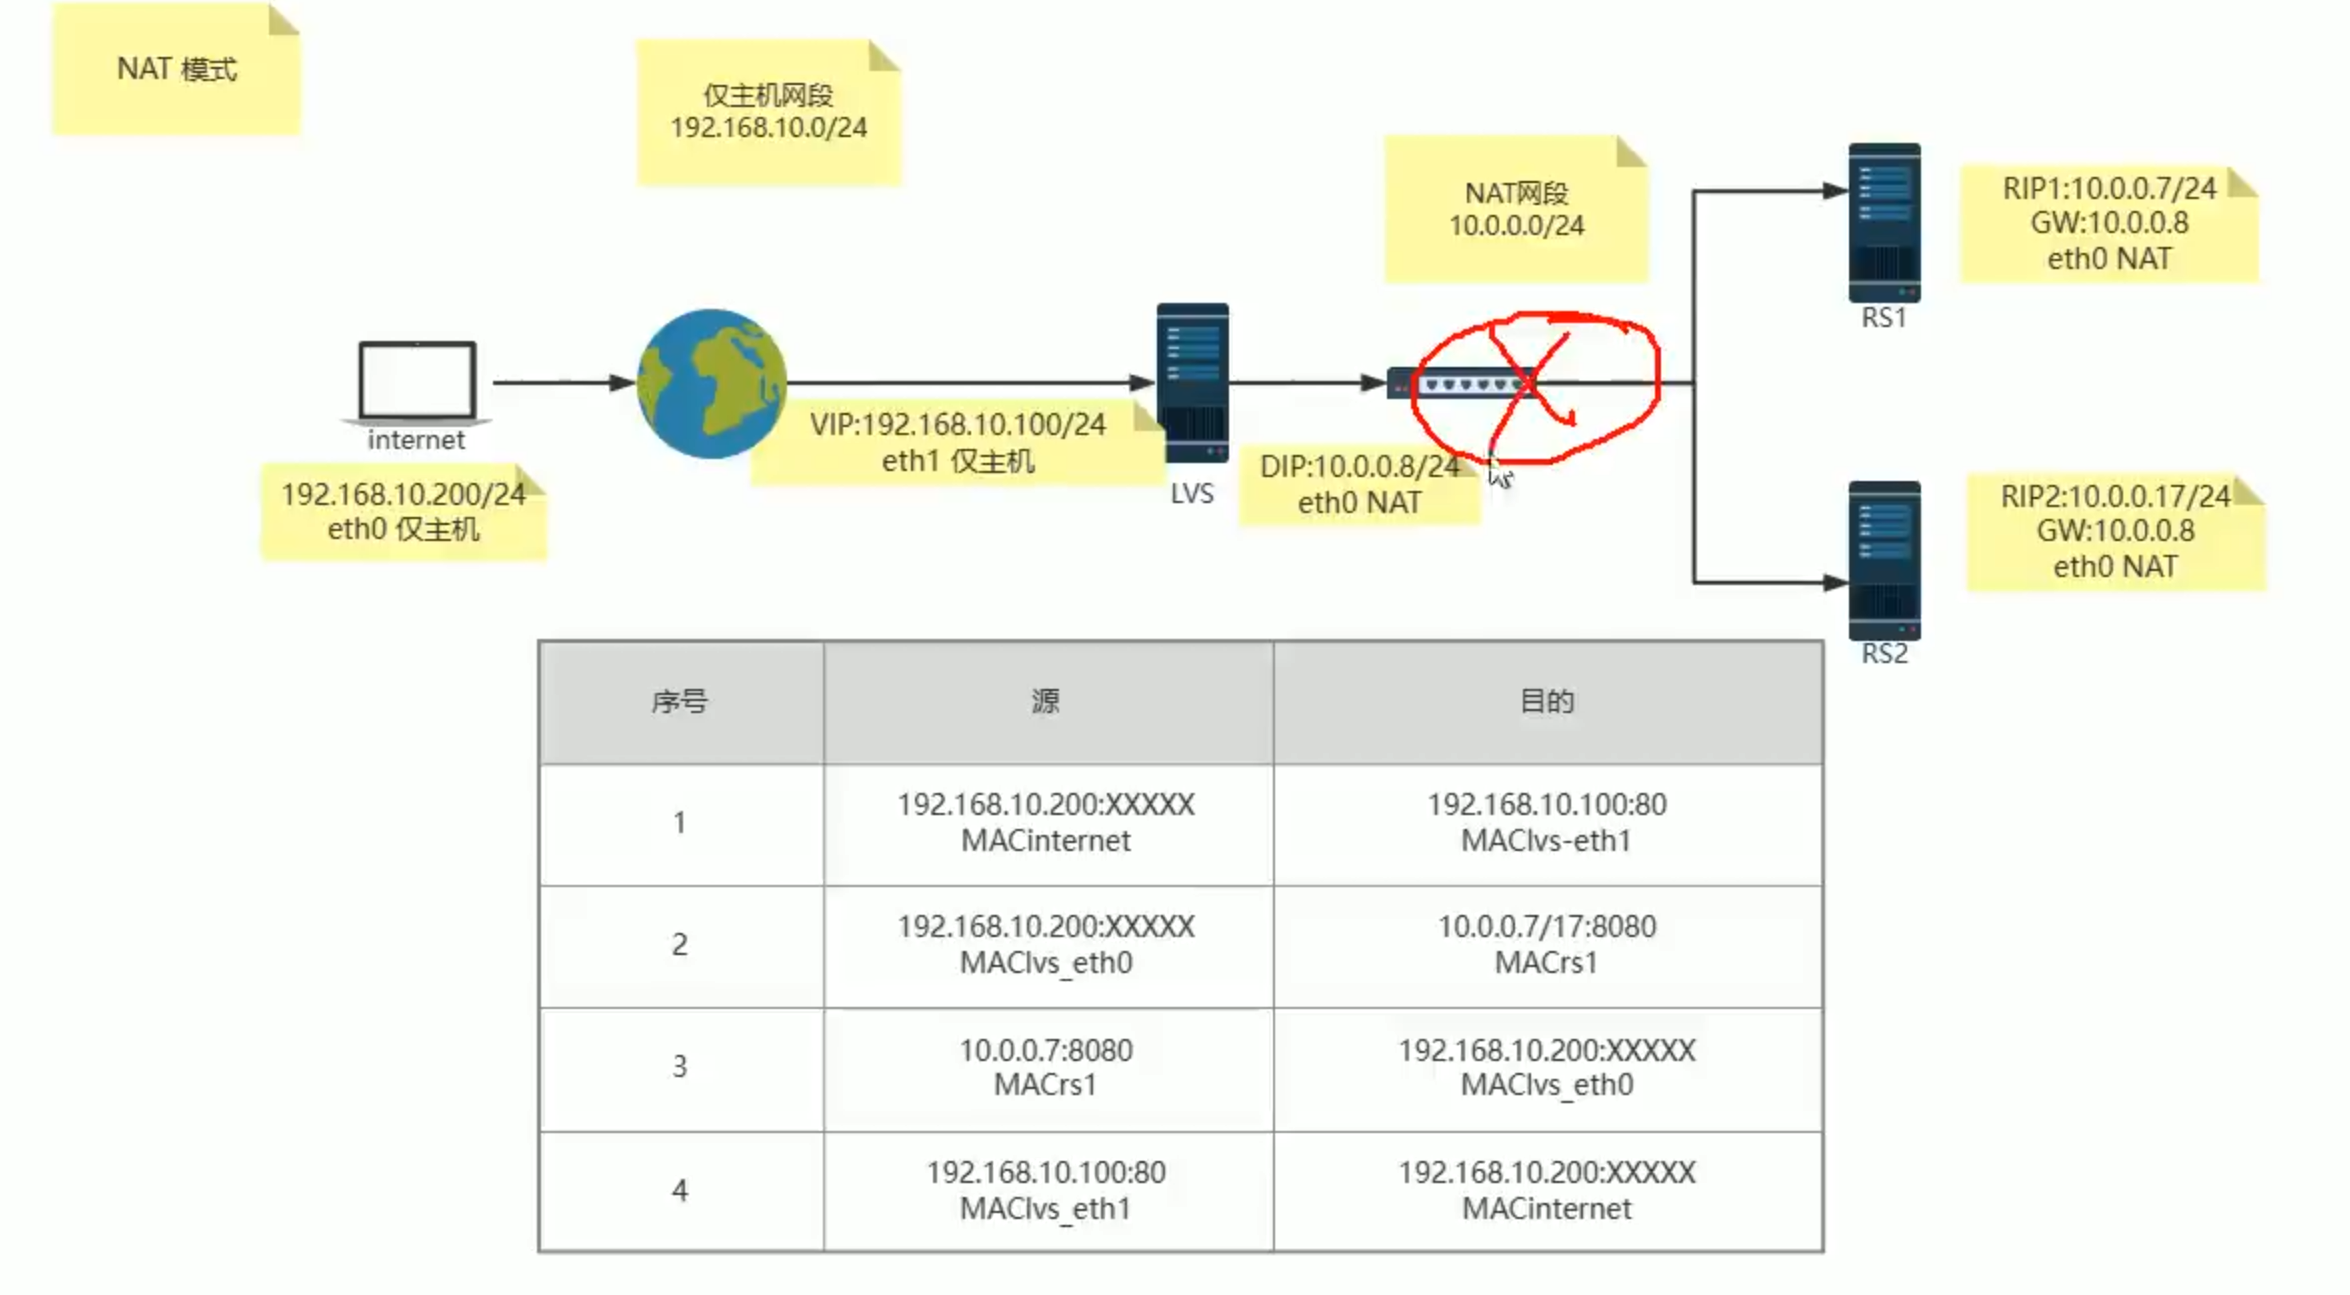 NAT 模式
仅主机网段
192.168.10.0/24
NAT网段
10.0.0.0/24
RIP1:10.0.0.7/24
GW:10.0.0.8
eth0 NAT
RS1
internet
192.168.10.200/24
eth0 仅主机
VIP:192.168.10.100/24
eth1 仅主机
LVS
DIP:10.0.0.8/24
eth0 NAT
RIP2:10.0.0.17/24
GW:10.0.0.8
eth0 NAT
RS2
序号 源 目的
1
192.168.10.200:XXXXX
MACinternet
192.168.10.100:80
MAClvs-eth1
2
192.168.10.200:XXXXX
MAClvs_eth0
10.0.0.7/17:8080
MACrs1
3
10.0.0.7:8080
MACrs1
192.168.10.200:XXXXX
MAClvs_eth0
4
192.168.10.100:80
MAClvs_eth1
192.168.10.200:XXXXX
MACinternet